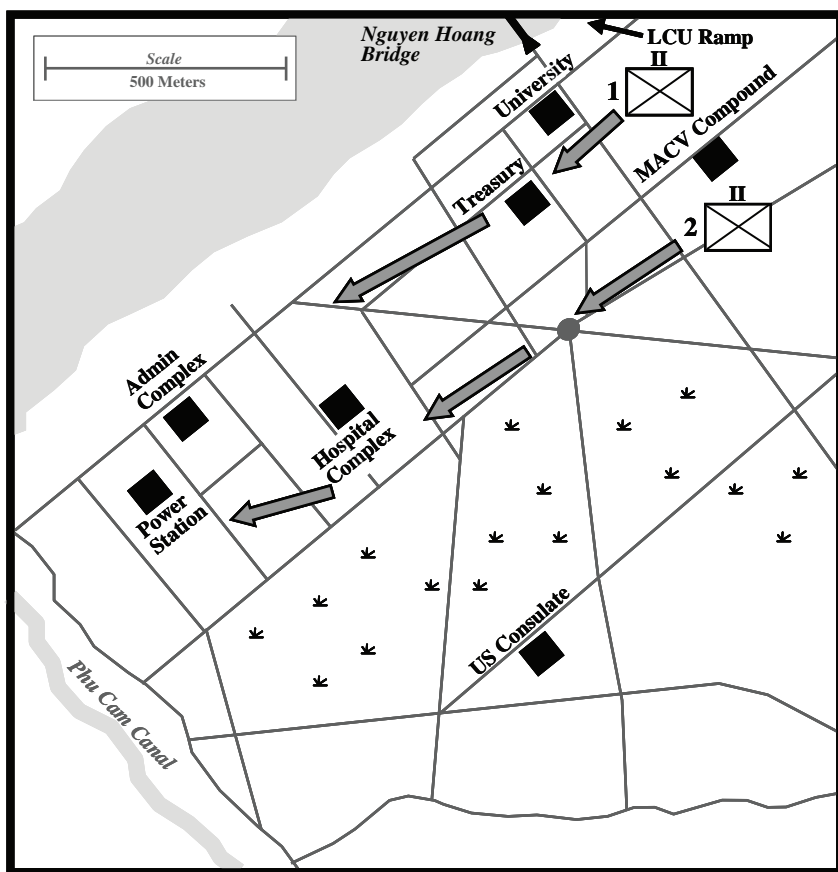 Scale
500 Meters
Nguyen Hoang
Bridge
LCU Ramp
II
1
University
MACV Compound
Treasury
II
2
Admin
Complex
Hospital
Complex
Power
Station
US Consulate
Phu Cam Canal